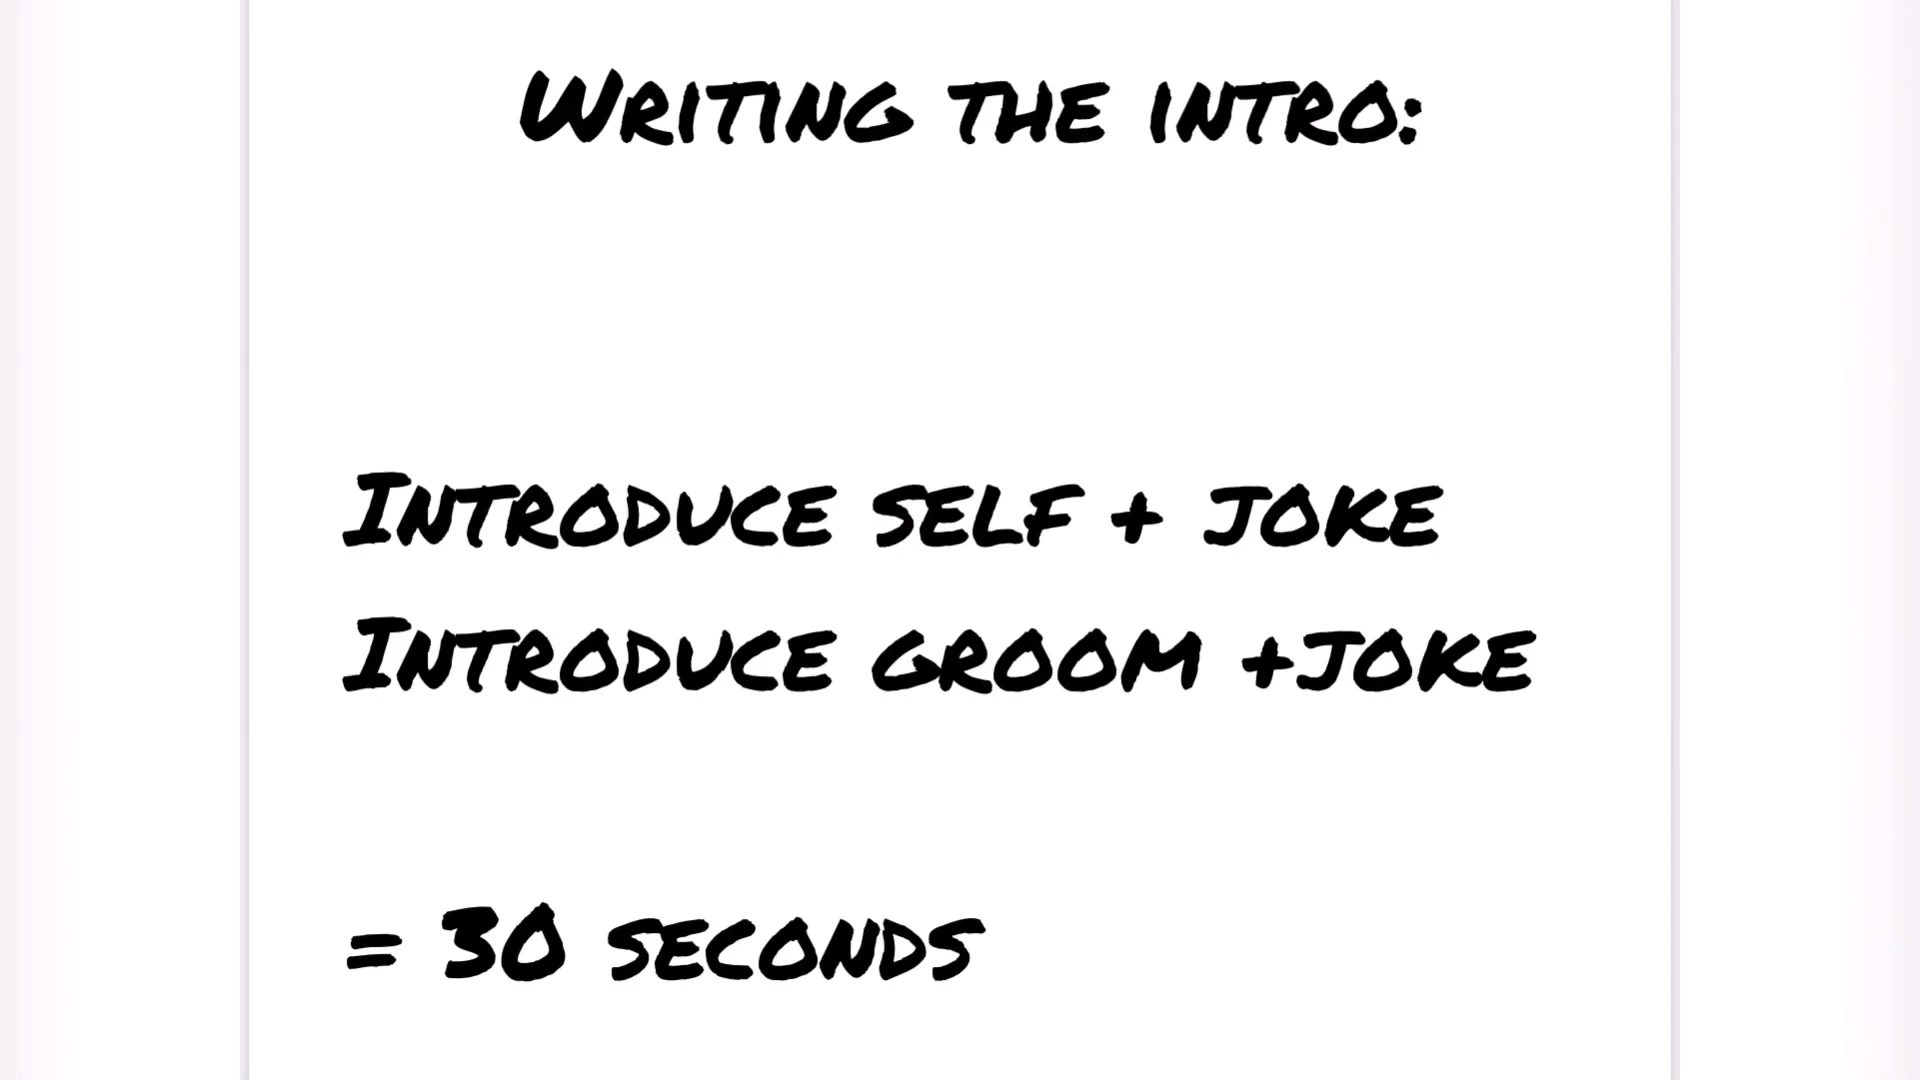 Writing the intro:
Introduce self + joke
Introduce groom +joke
= 30 seconds